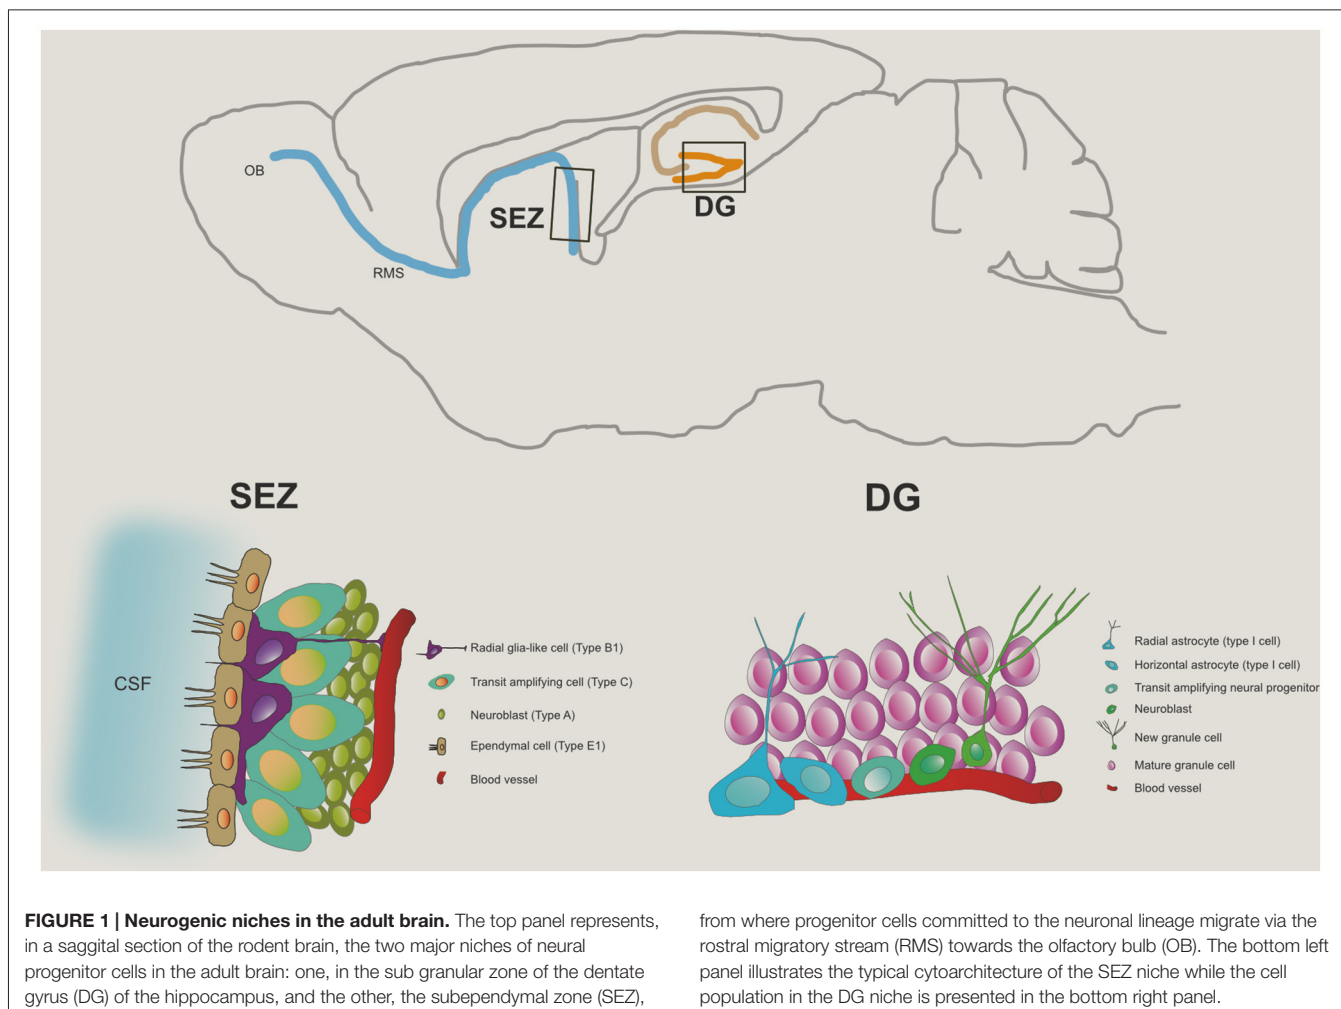 OB
RMS
SEZ
DG
SEZ
DG
CSF
Radial glia-like cell (Type B1)
Transit amplifying cell (Type C)
Neuroblast (Type A)
Ependymal cell (Type E1)
Blood vessel
Radial astrocyte (type I cell)
Horizontal astrocyte (type I cell)
Transit amplifying neural progenitor
Neuroblast
New granule cell
Mature granule cell
Blood vessel
FIGURE 1 | Neurogenic niches in the adult brain. The top panel represents,
in a saggital section of the rodent brain, the two major niches of neural
progenitor cells in the adult brain: one, in the sub granular zone of the dentate
gyrus (DG) of the hippocampus, and the other, the subependymal zone (SEZ),
from where progenitor cells committed to the neuronal lineage migrate via the
rostral migratory stream (RMS) towards the olfactory bulb (OB). The bottom left
panel illustrates the typical cytoarchitecture of the SEZ niche while the cell
population in the DG niche is presented in the bottom right panel.